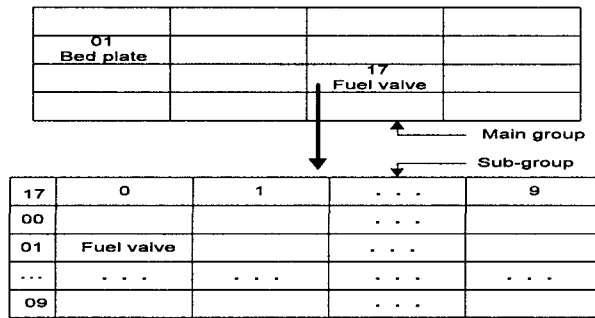 01
Bed plate
17
Fuel valve
Main group
Sub-group
17 0 1 . . . 9
00 . . .
01 Fuel valve . . .
... . . . . . . . . . . . .
09 . . .